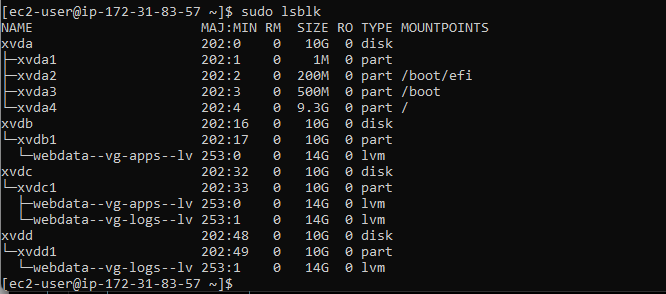 [ec2-user@ip-172-31-83-57 ~]$ sudo lsblk
NAME                    MAJ:MIN RM  SIZE RO TYPE MOUNTPOINTS
xvda                    202:0    0   10G  0 disk
├─xvda1                 202:1    0    1M  0 part
├─xvda2                 202:2    0  200M  0 part /boot/efi
├─xvda3                 202:3    0  500M  0 part /boot
└─xvda4                 202:4    0  9.3G  0 part /
xvdb                    202:16   0   10G  0 disk
└─xvdb1                 202:17   0   10G  0 part
  └─webdata--vg-apps--lv 253:0    0   14G  0 lvm
xvdc                    202:32   0   10G  0 disk
└─xvdc1                 202:33   0   10G  0 part
  ├─webdata--vg-apps--lv 253:0    0   14G  0 lvm
  └─webdata--vg-logs--lv 253:1    0   14G  0 lvm
xvdd                    202:48   0   10G  0 disk
└─xvdd1                 202:49   0   10G  0 part
  └─webdata--vg-logs--lv 253:1    0   14G  0 lvm
[ec2-user@ip-172-31-83-57 ~]$